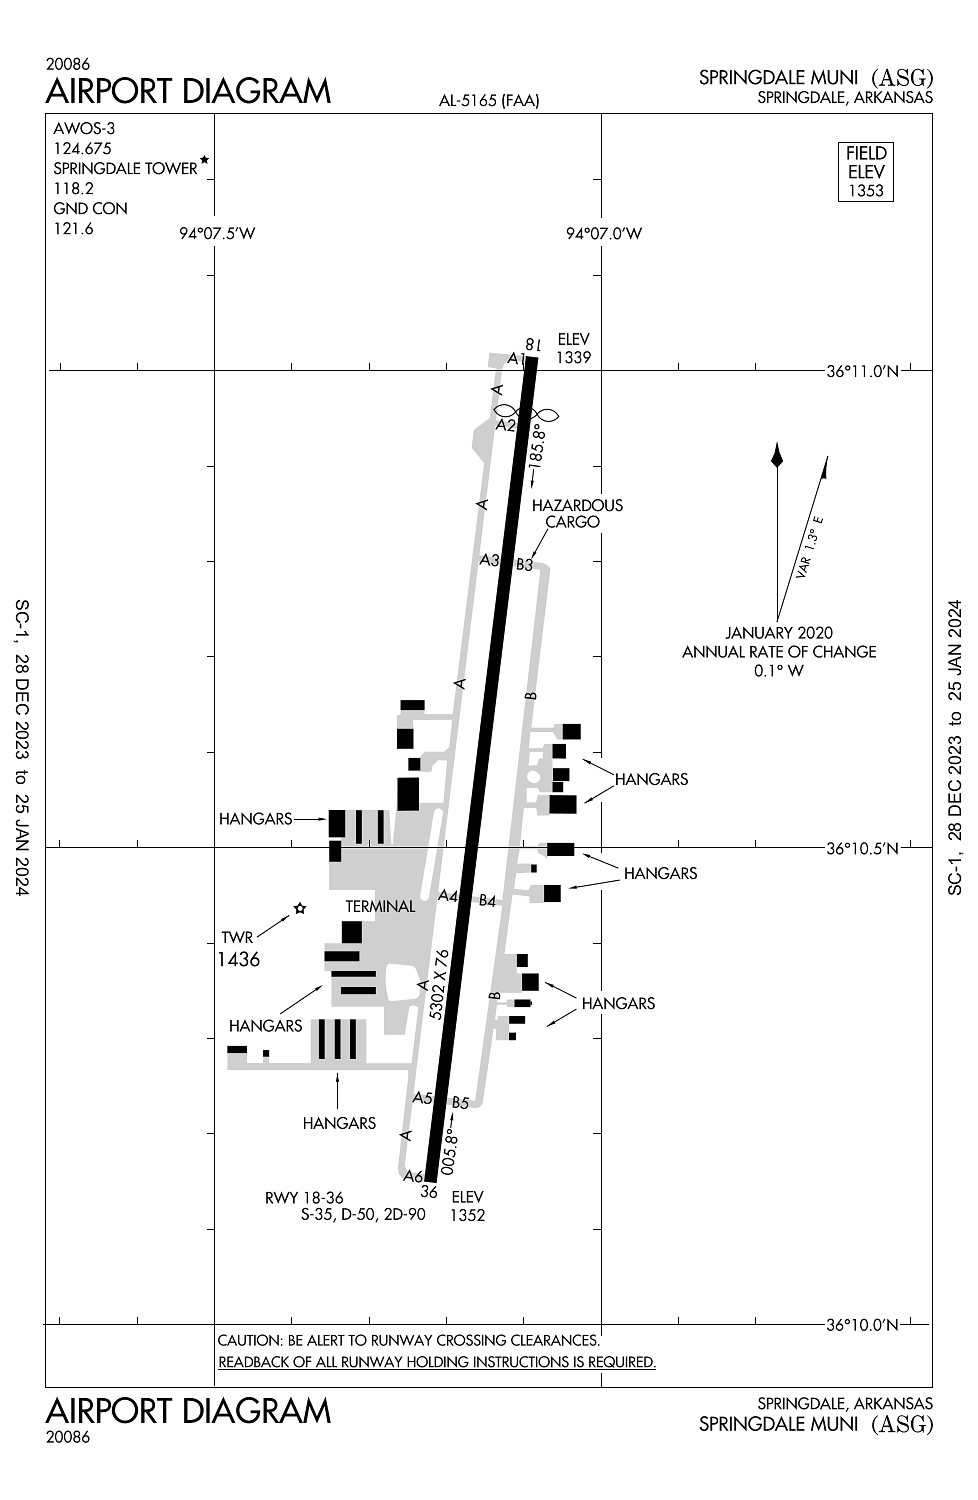 20086
AIRPORT DIAGRAM
AL-5165 (FAA)
SPRINGDALE MUNI (ASG)
SPRINGDALE, ARKANSAS
AWOS-3
124.675
SPRINGDALE TOWER★
118.2
GND CON
121.6
FIELD
ELEV
1353
94°07.5'W
94°07.0'W
18
ELEV
1339
A1
36°11.0'N
A
A2
185.8°
A
HAZARDOUS
CARGO
VAR 1.3° E
A3
B3
JANUARY 2020
ANNUAL RATE OF CHANGE
0.1° W
SC-1, 28 DEC 2023 to 25 JAN 2024
SC-1, 28 DEC 2023 to 25 JAN 2024
A
B
HANGARS
HANGARS
36°10.5'N
HANGARS
A4
B4
TERMINAL
TWR
1436
5302 X 76
A
B
HANGARS
HANGARS
A5
B5
HANGARS
A
005.8°
A6
36
RWY 18-36
S-35, D-50, 2D-90
ELEV
1352
36°10.0'N
CAUTION: BE ALERT TO RUNWAY CROSSING CLEARANCES.
READBACK OF ALL RUNWAY HOLDING INSTRUCTIONS IS REQUIRED.
AIRPORT DIAGRAM
20086
SPRINGDALE, ARKANSAS
SPRINGDALE MUNI (ASG)